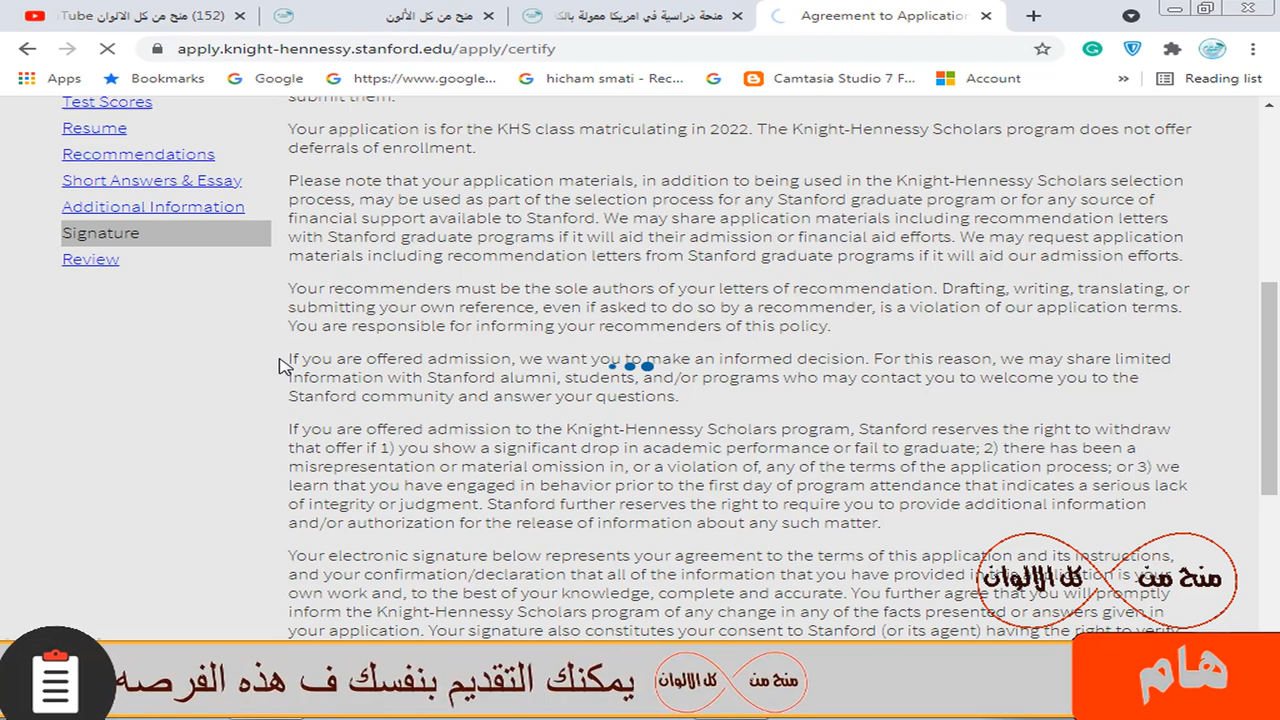 (152) منح من كل الالوان Tube
منح من كل الألون
منحة دراسية في امريكا ممولة بالك
Agreement to Application
apply.knight-hennessy.stanford.edu/apply/certify
Apps
Bookmarks
Google
https://www.google...
hicham smati - Rec...
Camtasia Studio 7 F...
Account
»
Reading list
Test Scores
Resume
Recommendations
Short Answers & Essay
Additional Information
Signature
Review
submit them.
Your application is for the KHS class matriculating in 2022. The Knight-Hennessy Scholars program does not offer
deferrals of enrollment.
Please note that your application materials, in addition to being used in the Knight-Hennessy Scholars selection
process, may be used as part of the selection process for any Stanford graduate program or for any source of
financial support available to Stanford. We may share application materials including recommendation letters
with Stanford graduate programs if it will aid their admission or financial aid efforts. We may request application
materials including recommendation letters from Stanford graduate programs if it will aid our admission efforts.
Your recommenders must be the sole authors of your letters of recommendation. Drafting, writing, translating, or
submitting your own reference, even if asked to do so by a recommender, is a violation of our application terms.
You are responsible for informing your recommenders of this policy.
If you are offered admission, we want you to make an informed decision. For this reason, we may share limited
information with Stanford alumni, students, and/or programs who may contact you to welcome you to the
Stanford community and answer your questions.
If you are offered admission to the Knight-Hennessy Scholars program, Stanford reserves the right to withdraw
that offer if 1) you show a significant drop in academic performance or fail to graduate; 2) there has been a
misrepresentation or material omission in, or a violation of, any of the terms of the application process; or 3) we
learn that you have engaged in behavior prior to the first day of program attendance that indicates a serious lack
of integrity or judgment. Stanford further reserves the right to require you to provide additional information
and/or authorization for the release of information about any such matter.
Your electronic signature below represents your agreement to the terms of this application and its instructions,
and your confirmation/declaration that all of the information that you have provided in this application is your
own work and, to the best of your knowledge, complete and accurate. You further agree that you will promptly
inform the Knight-Hennessy Scholars program of any change in any of the facts presented or answers given in
your application. Your signature also constitutes your consent to Stanford (or its agent) having the right to verify
منح من كل الالوان
يمكنك التقديم بنفسك ف هذه الفرصه
منح من كل الالوان
هام